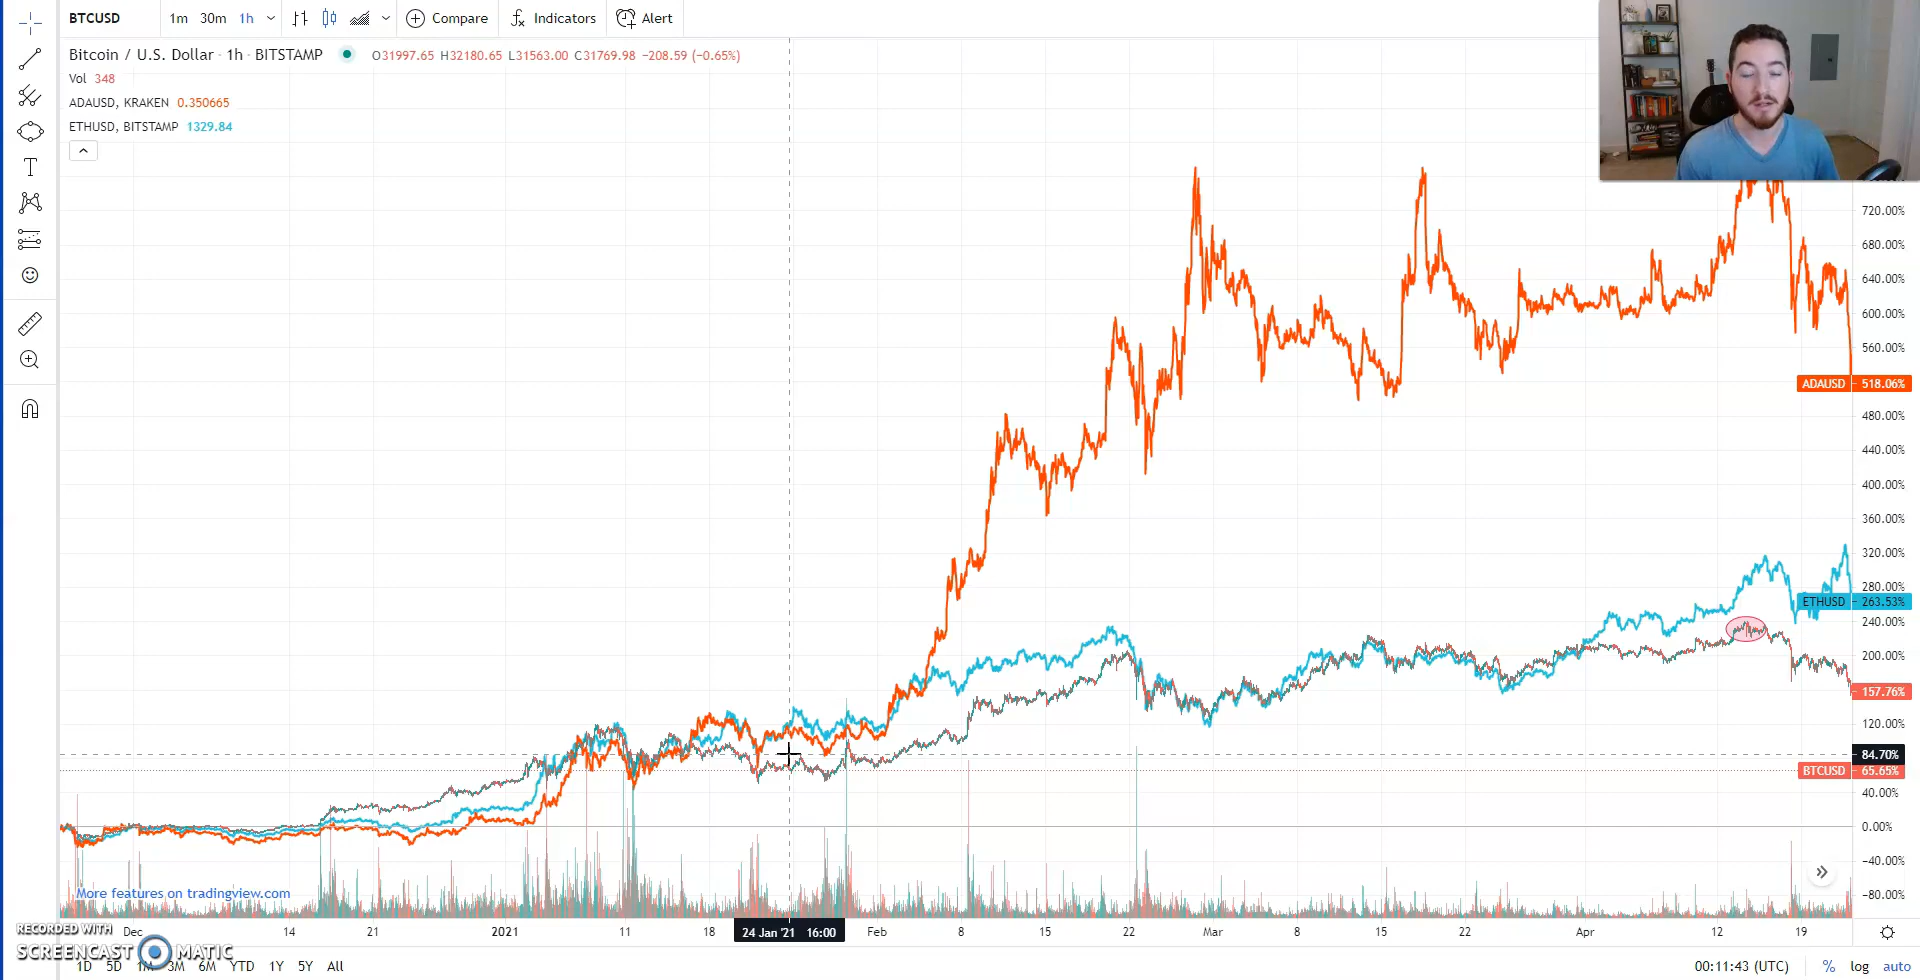 BTCUSD 1m 30m 1h Compare Indicators Alert
Bitcoin / U.S. Dollar · 1h · BITSTAMP O31997.65 H32180.65 L31563.00 C31769.98 −208.59 (−0.65%)
Vol 348
ADAUSD, KRAKEN 0.350665
ETHUSD, BITSTAMP 1329.84
720.00%
680.00%
640.00%
600.00%
560.00%
ADAUSD 518.06%
480.00%
440.00%
400.00%
360.00%
320.00%
280.00%
ETHUSD 263.53%
240.00%
200.00%
157.76%
120.00%
84.70%
BTCUSD 65.65%
40.00%
0.00%
−40.00%
−80.00%
More features on tradingview.com
RECORDED WITH
SCREENCAST MATIC
Dec 14 21 2021 11 18 24 Jan '21 16:00 Feb 8 15 22 Mar 8 15 22 Apr 12 19
1D 5D 1M 3M 6M YTD 1Y 5Y All 00:11:43 (UTC) % log auto